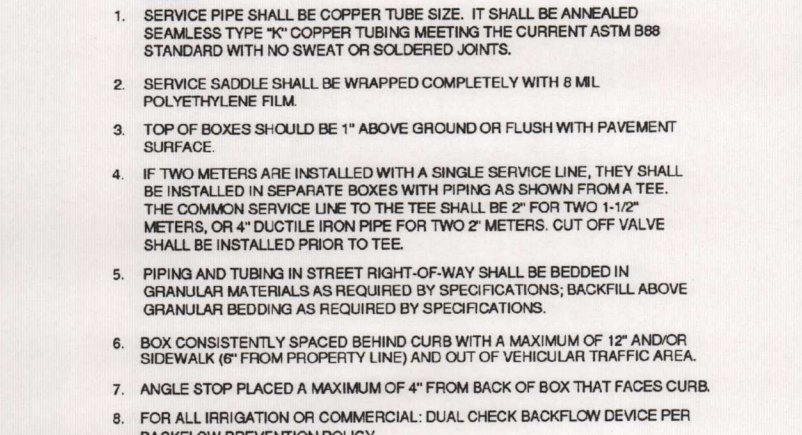 1. SERVICE PIPE SHALL BE COPPER TUBE SIZE. IT SHALL BE ANNEALED
SEAMLESS TYPE "K" COPPER TUBING MEETING THE CURRENT ASTM B88
STANDARD WITH NO SWEAT OR SOLDERED JOINTS.
2. SERVICE SADDLE SHALL BE WRAPPED COMPLETELY WITH 8 MIL
POLYETHYLENE FILM.
3. TOP OF BOXES SHOULD BE 1" ABOVE GROUND OR FLUSH WITH PAVEMENT
SURFACE.
4. IF TWO METERS ARE INSTALLED WITH A SINGLE SERVICE LINE, THEY SHALL
BE INSTALLED IN SEPARATE BOXES WITH PIPING AS SHOWN FROM A TEE.
THE COMMON SERVICE LINE TO THE TEE SHALL BE 2" FOR TWO 1-1/2"
METERS, OR 4" DUCTILE IRON PIPE FOR TWO 2" METERS. CUT OFF VALVE
SHALL BE INSTALLED PRIOR TO TEE.
5. PIPING AND TUBING IN STREET RIGHT-OF-WAY SHALL BE BEDDED IN
GRANULAR MATERIALS AS REQUIRED BY SPECIFICATIONS; BACKFILL ABOVE
GRANULAR BEDDING AS REQUIRED BY SPECIFICATIONS.
6. BOX CONSISTENTLY SPACED BEHIND CURB WITH A MAXIMUM OF 12" AND/OR
SIDEWALK (6" FROM PROPERTY LINE) AND OUT OF VEHICULAR TRAFFIC AREA.
7. ANGLE STOP PLACED A MAXIMUM OF 4" FROM BACK OF BOX THAT FACES CURB.
8. FOR ALL IRRIGATION OR COMMERCIAL: DUAL CHECK BACKFLOW DEVICE PER
BACKFLOW PREVENTION POLICY